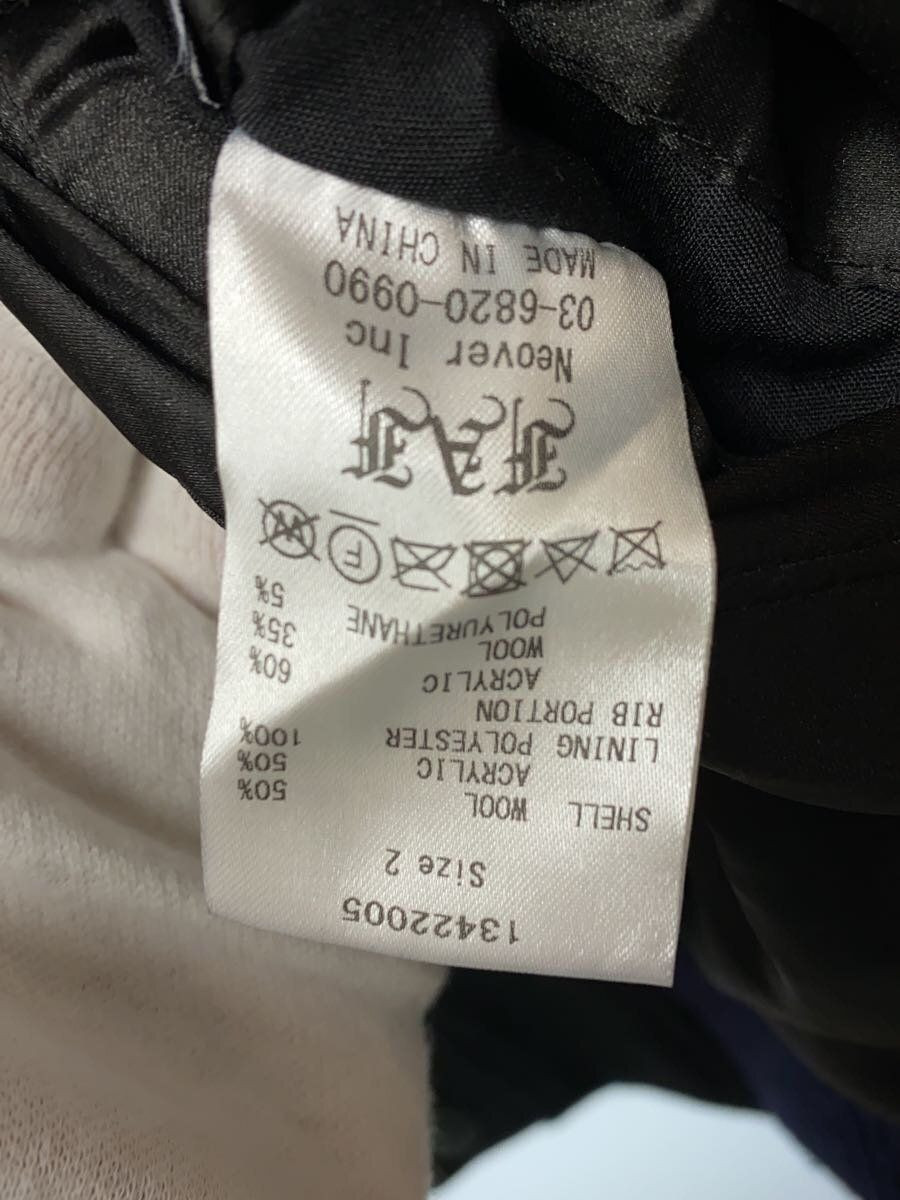 13422005
Size 2
SHELL WOOL 50%
ACRYLIC 50%
LINING POLYESTER 100%
RIB PORTION
ACRYLIC 60%
WOOL 35%
POLYURETHANE 5%
F W
FAF
Neover Inc
03-6820-0990
MADE IN CHINA